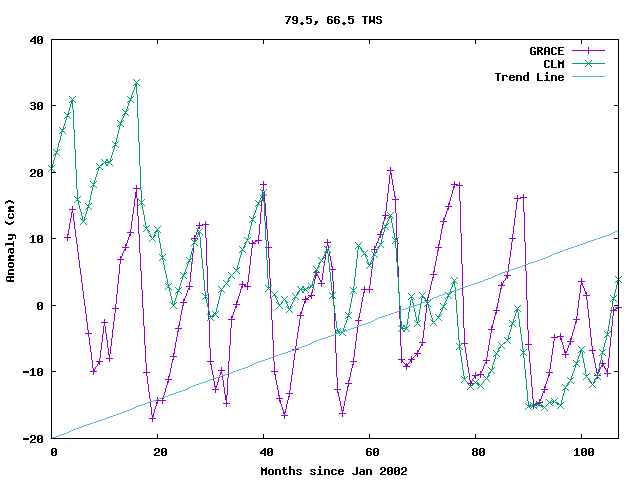 79.5, 66.5 TWS
GRACE
CLM
Trend Line
40
30
20
10
0
-10
-20
Anomaly (cm)
0 20 40 60 80 100
Months since Jan 2002